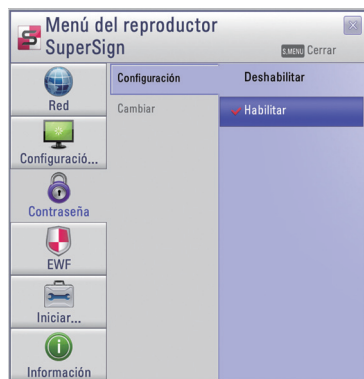 Menú del reproductor
SuperSign
S.MENU Cerrar
Red
Configuració...
Contraseña
EWF
Iniciar...
Información
Configuración
Cambiar
Deshabilitar
Habilitar